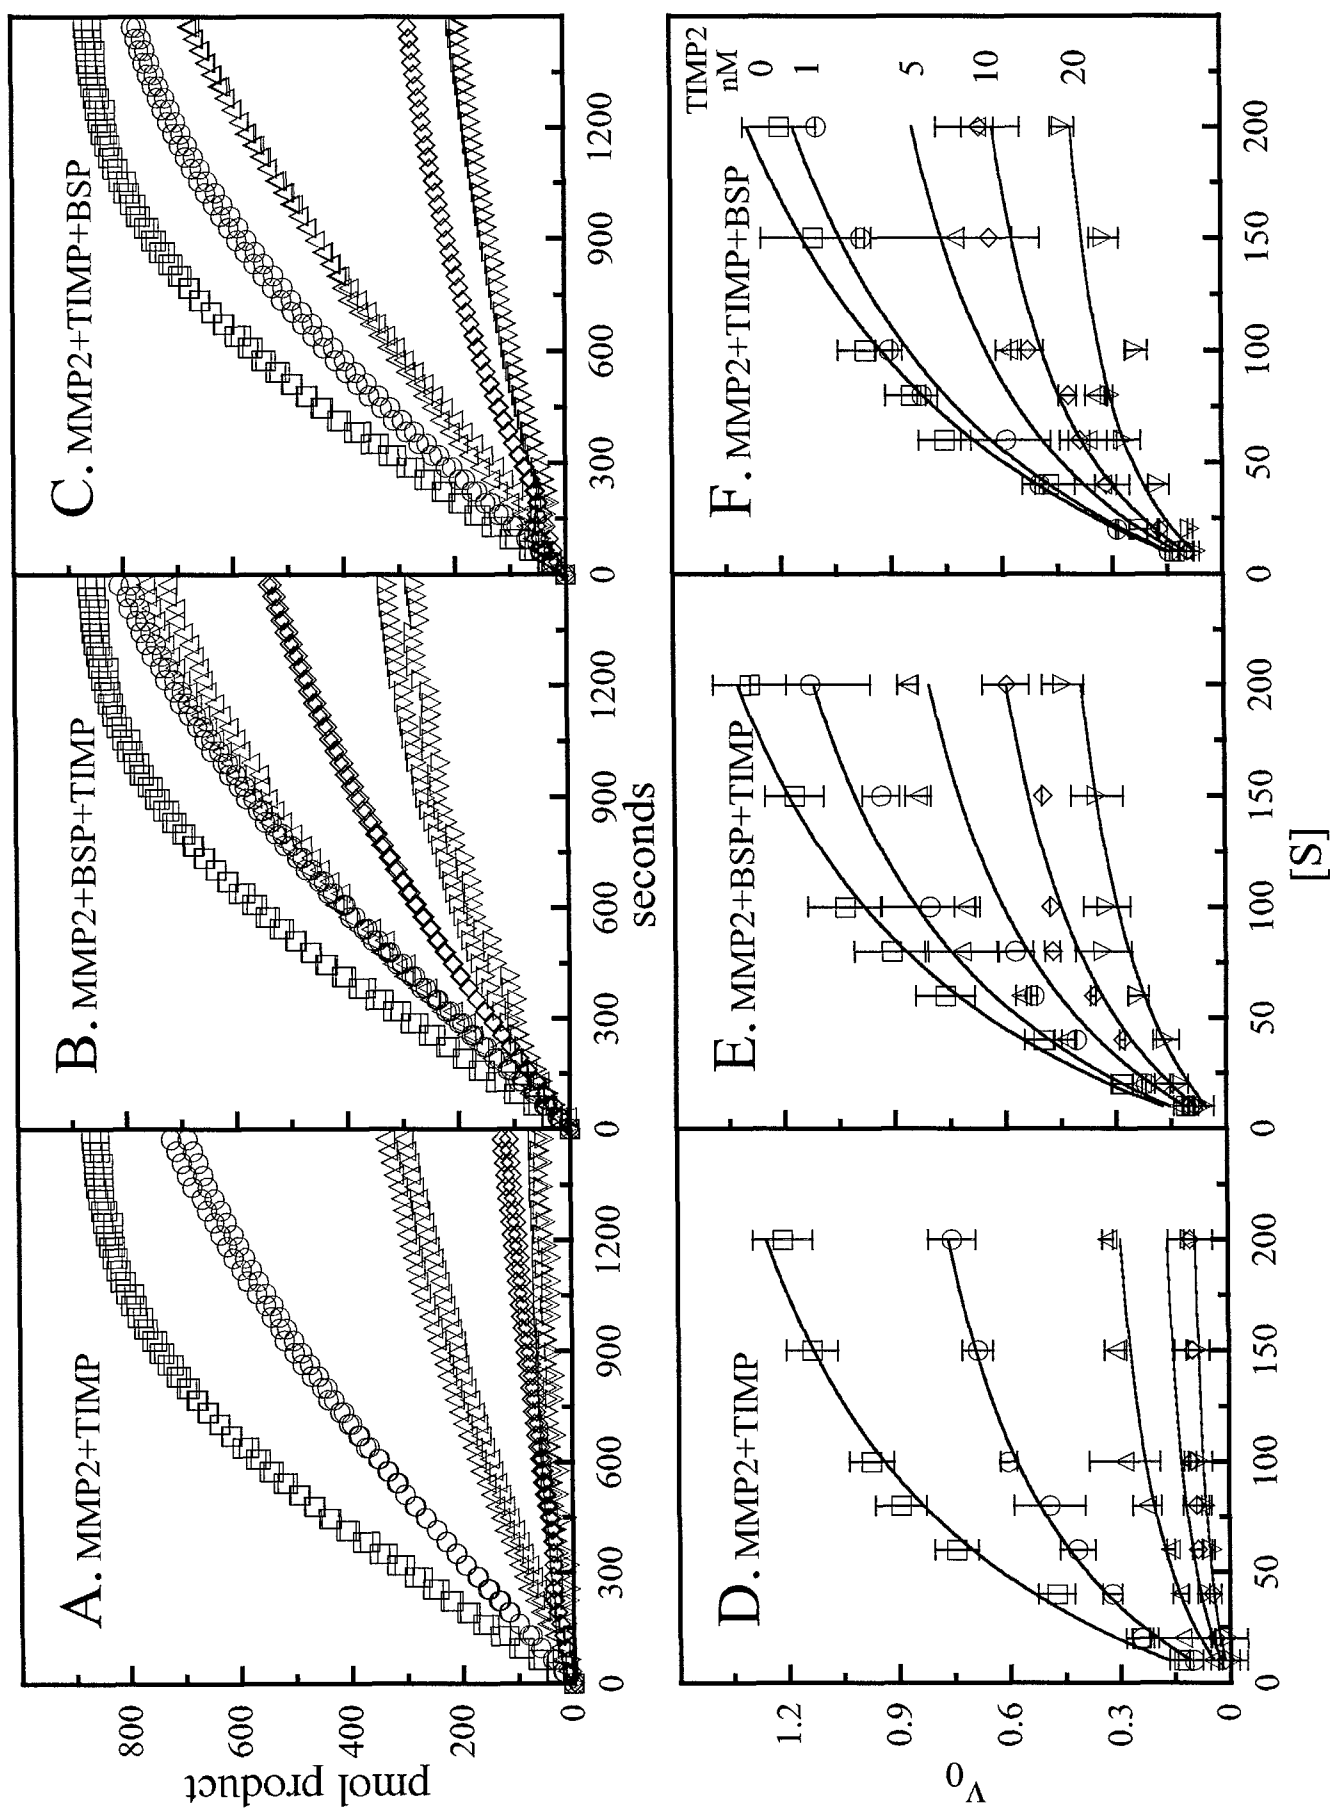 A. MMP2+TIMP
B. MMP2+BSP+TIMP
C. MMP2+TIMP+BSP
pmol product
800
600
400
200
0
0 300 600 900 1200
0 300 600 900 1200
0 300 600 900 1200
seconds
D. MMP2+TIMP
E. MMP2+BSP+TIMP
F. MMP2+TIMP+BSP
TIMP2
nM
0
1
5
10
20
v0
1.2
0.9
0.6
0.3
0
0 50 100 150 200
0 50 100 150 200
0 50 100 150 200
[S]